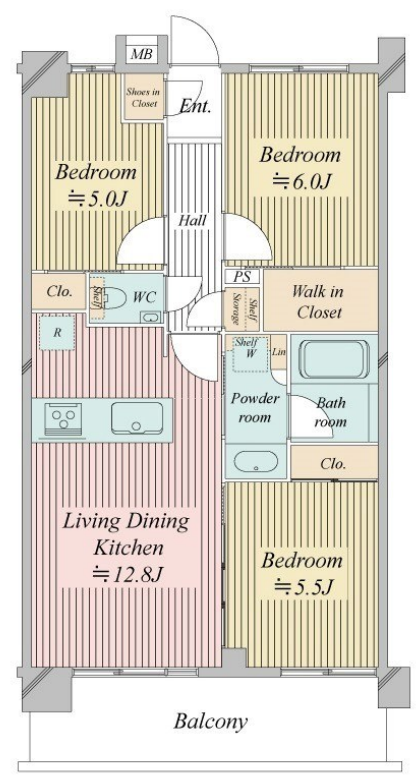 MB
Shoes in
Closet
Ent.
Bedroom
≒5.0J
Bedroom
≒6.0J
Hall
Clo.
Shelf
WC
PS
Storage
Shelf
Walk in
Closet
R
Shelf
W
Lin
Powder
room
Bath
room
Clo.
Living Dining
Kitchen
≒12.8J
Bedroom
≒5.5J
Balcony